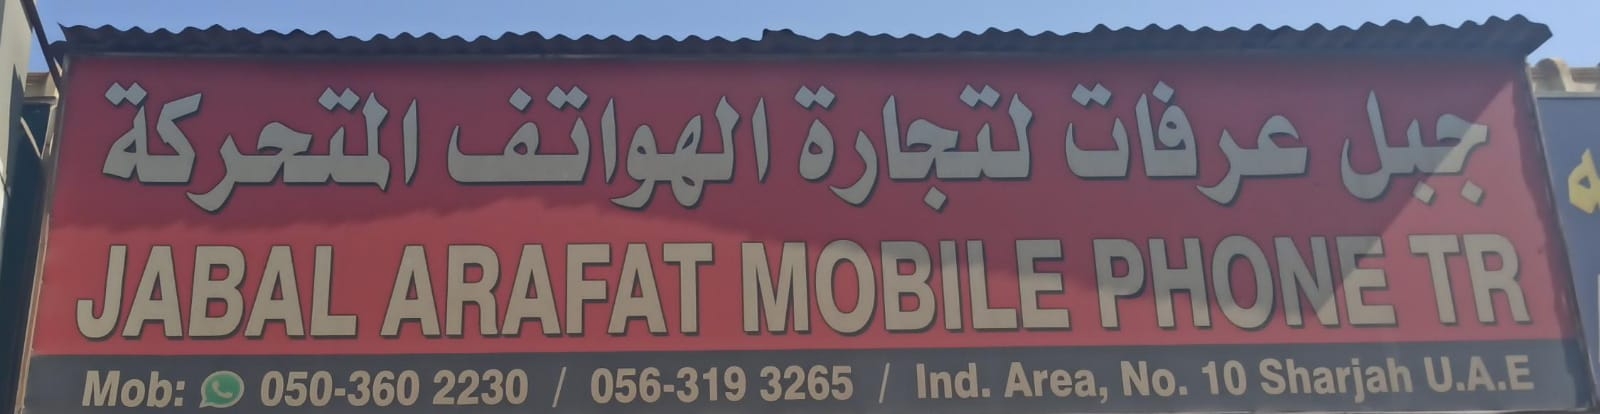 جبل عرفات لتجارة الهواتف المتحركة
JABAL ARAFAT MOBILE PHONE TR
Mob: 050-360 2230 / 056-319 3265 / Ind. Area, No. 10 Sharjah U.A.E